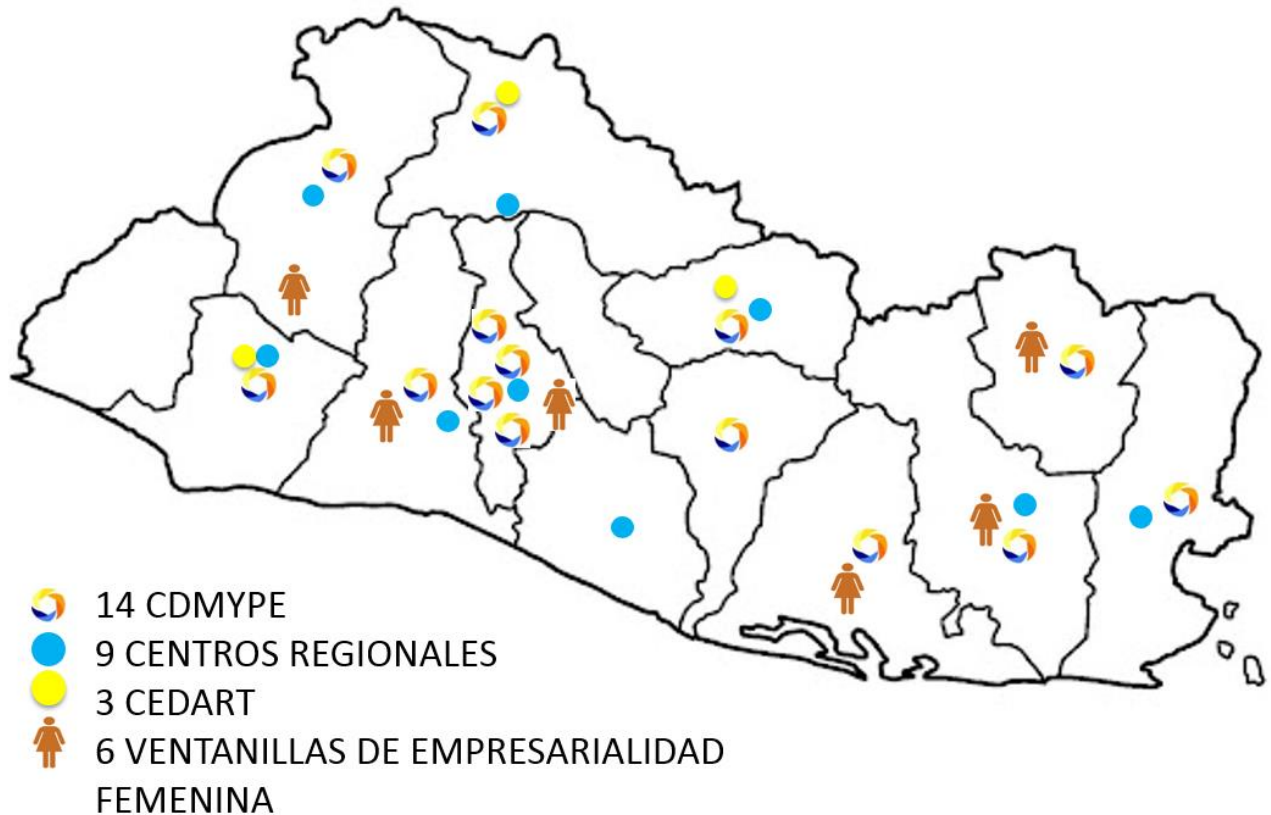 14 CDMYPE
9 CENTROS REGIONALES
3 CEDART
6 VENTANILLAS DE EMPRESARIALIDAD
FEMENINA